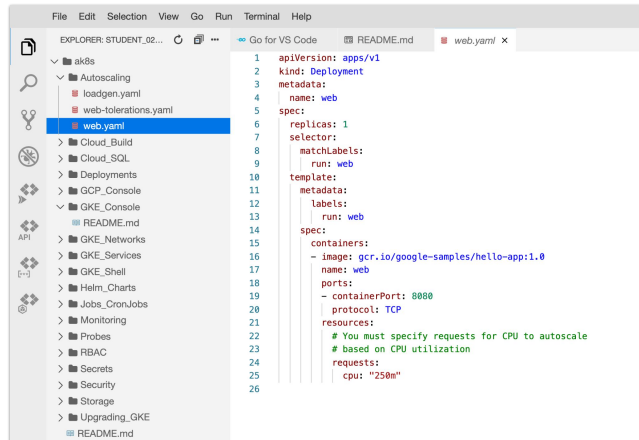 File Edit Selection View Go Run Terminal Help
EXPLORER: STUDENT_02...
ak8s
Autoscaling
loadgen.yaml
web-tolerations.yaml
web.yaml
Cloud_Build
Cloud_SQL
Deployments
GCP_Console
GKE_Console
README.md
GKE_Networks
GKE_Services
GKE_Shell
Helm_Charts
Jobs_CronJobs
Monitoring
Probes
RBAC
Secrets
Security
Storage
Upgrading_GKE
README.md
API
Go for VS Code README.md web.yaml
1 apiVersion: apps/v1
2 kind: Deployment
3 metadata:
4 name: web
5 spec:
6 replicas: 1
7 selector:
8 matchLabels:
9 run: web
10 template:
11 metadata:
12 labels:
13 run: web
14 spec:
15 containers:
16 - image: gcr.io/google-samples/hello-app:1.0
17 name: web
18 ports:
19 - containerPort: 8080
20 protocol: TCP
21 resources:
22 # You must specify requests for CPU to autoscale
23 # based on CPU utilization
24 requests:
25 cpu: "250m"
26